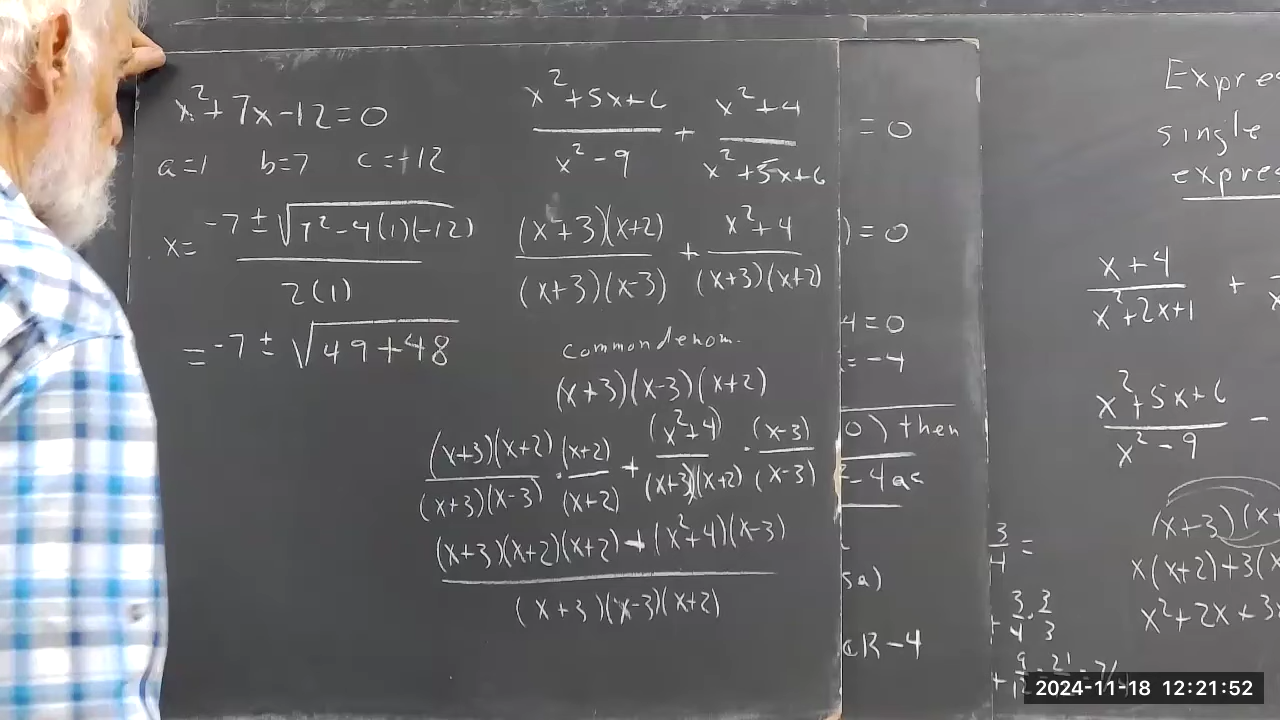 x²+7x-12=0
a=1 b=7 c=-12
x= -7 ± √7²-4(1)(-12)
2(1)
= -7 ± √49+48
x²+5x+6 / x²-9 + x²+4 / x²+5x+6
(x+3)(x+2) / (x+3)(x-3) + x²+4 / (x+3)(x+2)
common denom.
(x+3)(x-3)(x+2)
(x+3)(x+2) / (x+3)(x-3) · (x+2) / (x+2) + (x²+4) / (x+3)(x+2) · (x-3) / (x-3)
(x+3)(x+2)(x+2) + (x²+4)(x-3)
(x+3)(x-3)(x+2)
= 0
) = 0
4 = 0
= -4
0) then
-4ac
-4
3/4 =
3/4 · 3/3
Expre
single
expre
x+4 / x²+2x+1 +
x²+5x+6 / x²-9 -
(x+3)(x+
x(x+2)+3(x
x²+2x+3
2024-11-18 12:21:52